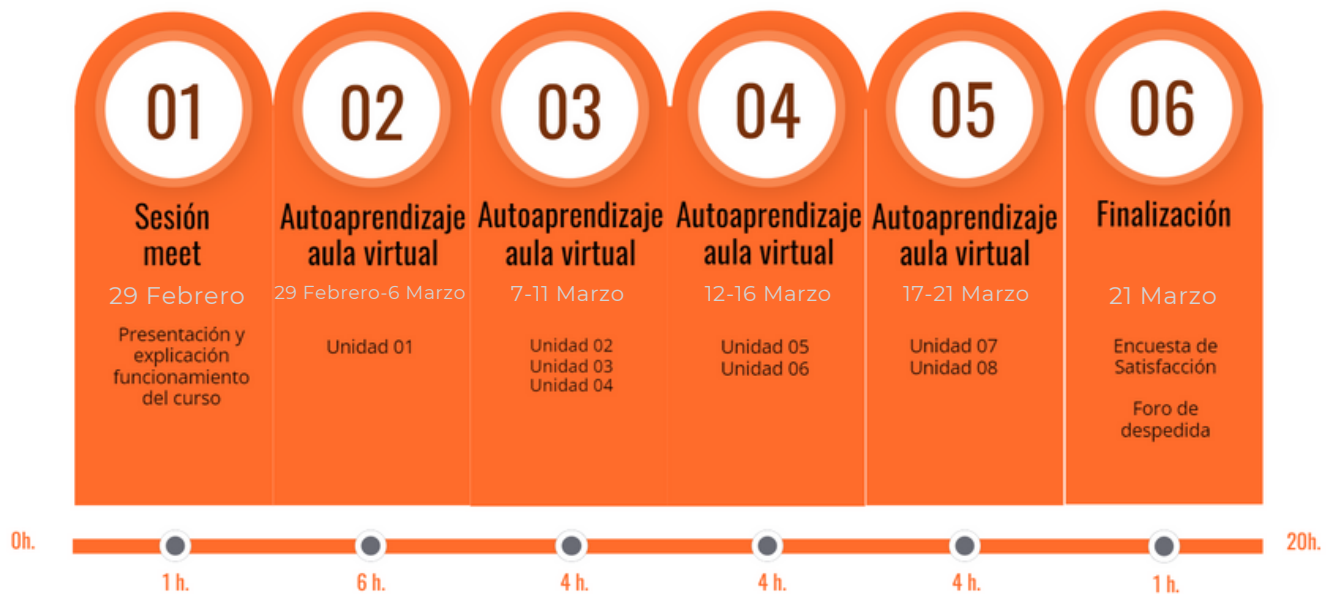 01
Sesión
meet
29 Febrero
Presentación y
explicación
funcionamiento
del curso
02
Autoaprendizaje
aula virtual
29 Febrero-6 Marzo
Unidad 01
03
Autoaprendizaje
aula virtual
7-11 Marzo
Unidad 02
Unidad 03
Unidad 04
04
Autoaprendizaje
aula virtual
12-16 Marzo
Unidad 05
Unidad 06
05
Autoaprendizaje
aula virtual
17-21 Marzo
Unidad 07
Unidad 08
06
Finalización
21 Marzo
Encuesta de
Satisfacción
Foro de
despedida
0h.
20h.
1 h.
6 h.
4 h.
4 h.
4 h.
1 h.